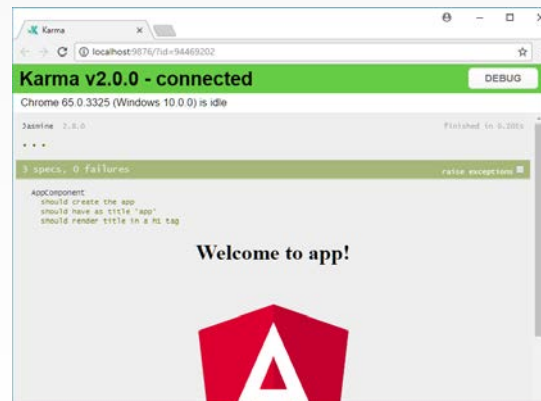 Karma
localhost:9876/?id=94469202
Karma v2.0.0 - connected
DEBUG
Chrome 65.0.3325 (Windows 10.0.0) is idle
Jasmine 2.8.0
finished in 0.208s
3 specs, 0 failures
raise exceptions
AppComponent
should create the app
should have as title 'app'
should render title in a h1 tag
Welcome to app!
A